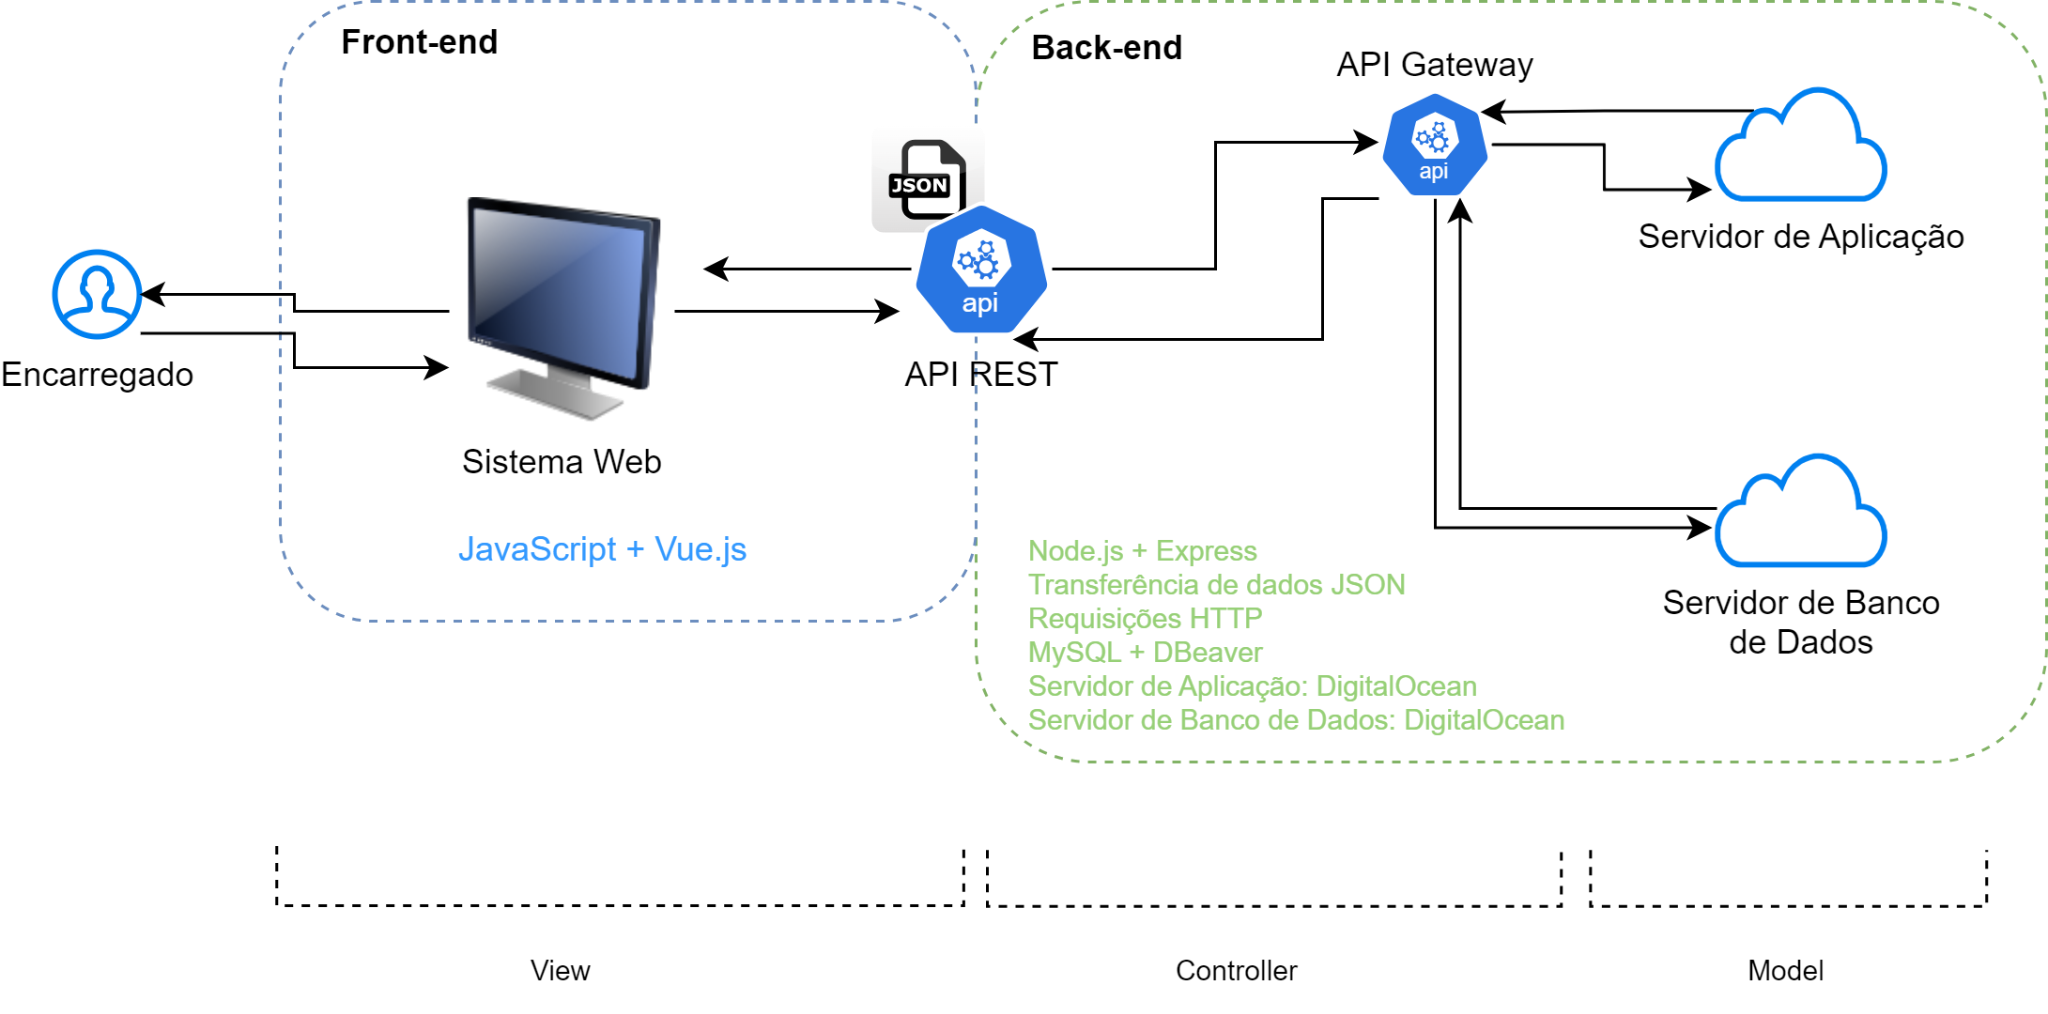 Front-end
Back-end
API Gateway
JSON
api
api
Servidor de Aplicação
Encarregado
API REST
Sistema Web
JavaScript + Vue.js
Node.js + Express
Transferência de dados JSON
Requisições HTTP
MySQL + DBeaver
Servidor de Aplicação: DigitalOcean
Servidor de Banco de Dados: DigitalOcean
Servidor de Banco
de Dados
View
Controller
Model